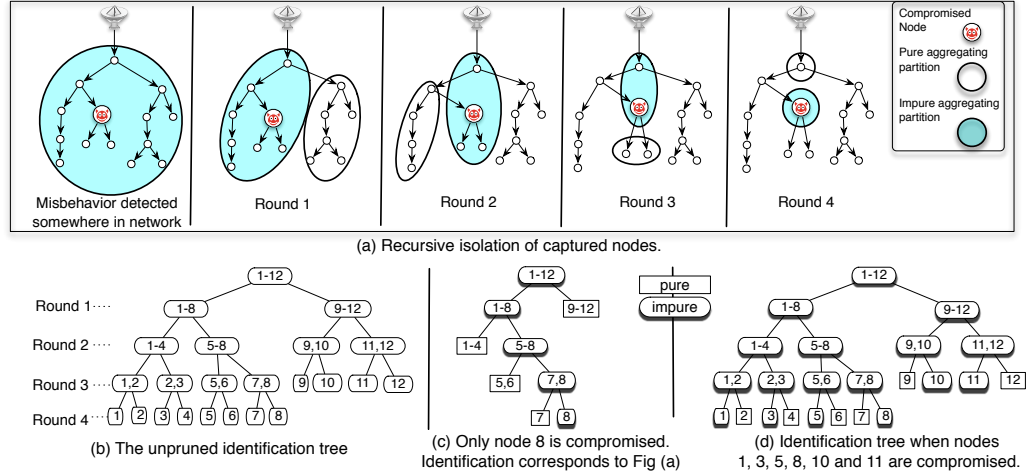 Compromised
Node
Pure aggregating
partition
Impure aggregating
partition
Misbehavior detected
somewhere in network
Round 1
Round 2
Round 3
Round 4
(a) Recursive isolation of captured nodes.
Round 1
Round 2
Round 3
Round 4
1-12
1-8 9-12
1-4 5-8 9,10 11,12
1,2 2,3 5,6 7,8 9 10 11 12
1 2 3 4 5 6 7 8
(b) The unpruned identification tree
1-12
1-8 9-12
1-4 5-8
5,6 7,8
7 8
(c) Only node 8 is compromised.
Identification corresponds to Fig (a)
pure
impure
1-12
1-8 9-12
1-4 5-8 9,10 11,12
1,2 2,3 5,6 7,8 9 10 11 12
1 2 3 4 5 6 7 8
(d) Identification tree when nodes
1, 3, 5, 8, 10 and 11 are compromised.